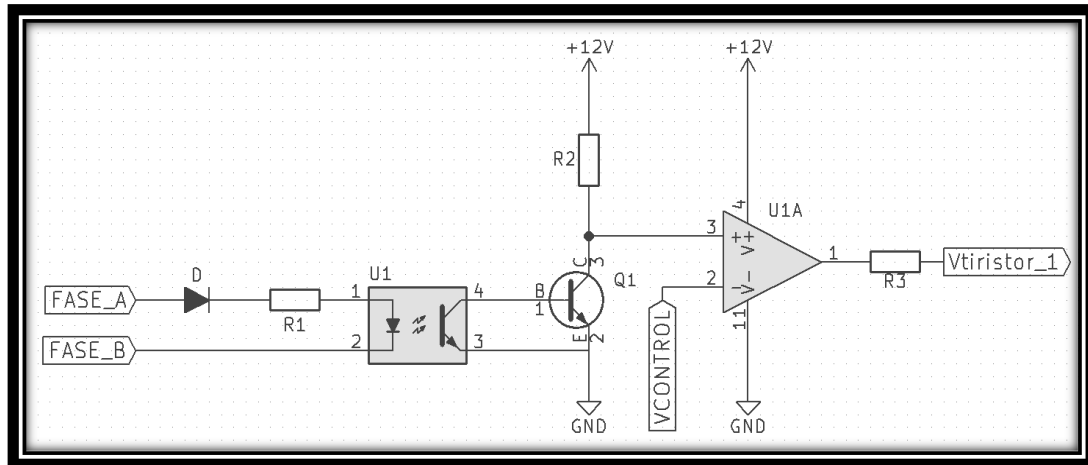 +12V
+12V
R2
4
U1A
3
++
V
1
Vtiristor_1
R3
2
-
V-
11
C
3
Q1
B
1
E
2
D
U1
FASE_A
R1
1
4
FASE_B
2
3
VCONTROL
GND
GND